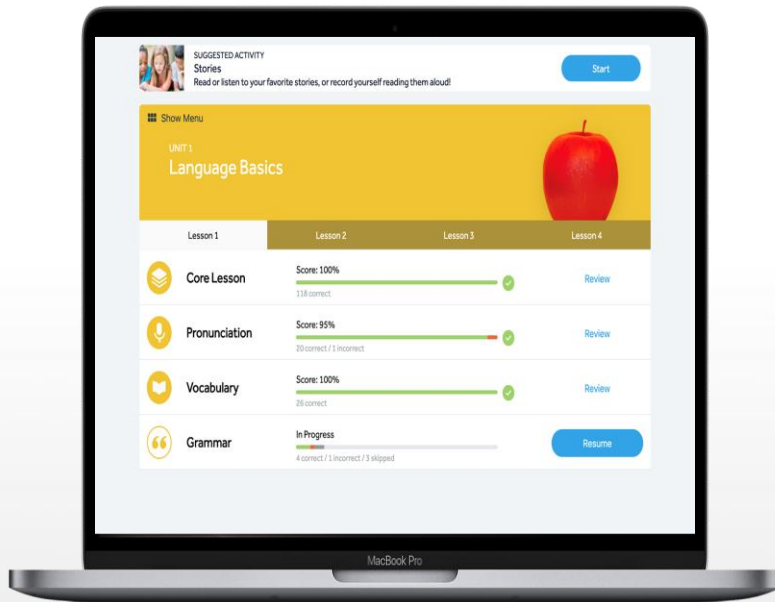 SUGGESTED ACTIVITY
Stories
Read or listen to your favorite stories, or record yourself reading them aloud!
Start
Show Menu
UNIT 1
Language Basics
Lesson 1
Lesson 2
Lesson 3
Lesson 4
Core Lesson
Score: 100%
118 correct
Review
Pronunciation
Score: 95%
20 correct / 1 incorrect
Review
Vocabulary
Score: 100%
26 correct
Review
Grammar
In Progress
4 correct / 1 incorrect / 3 skipped
Resume
MacBook Pro